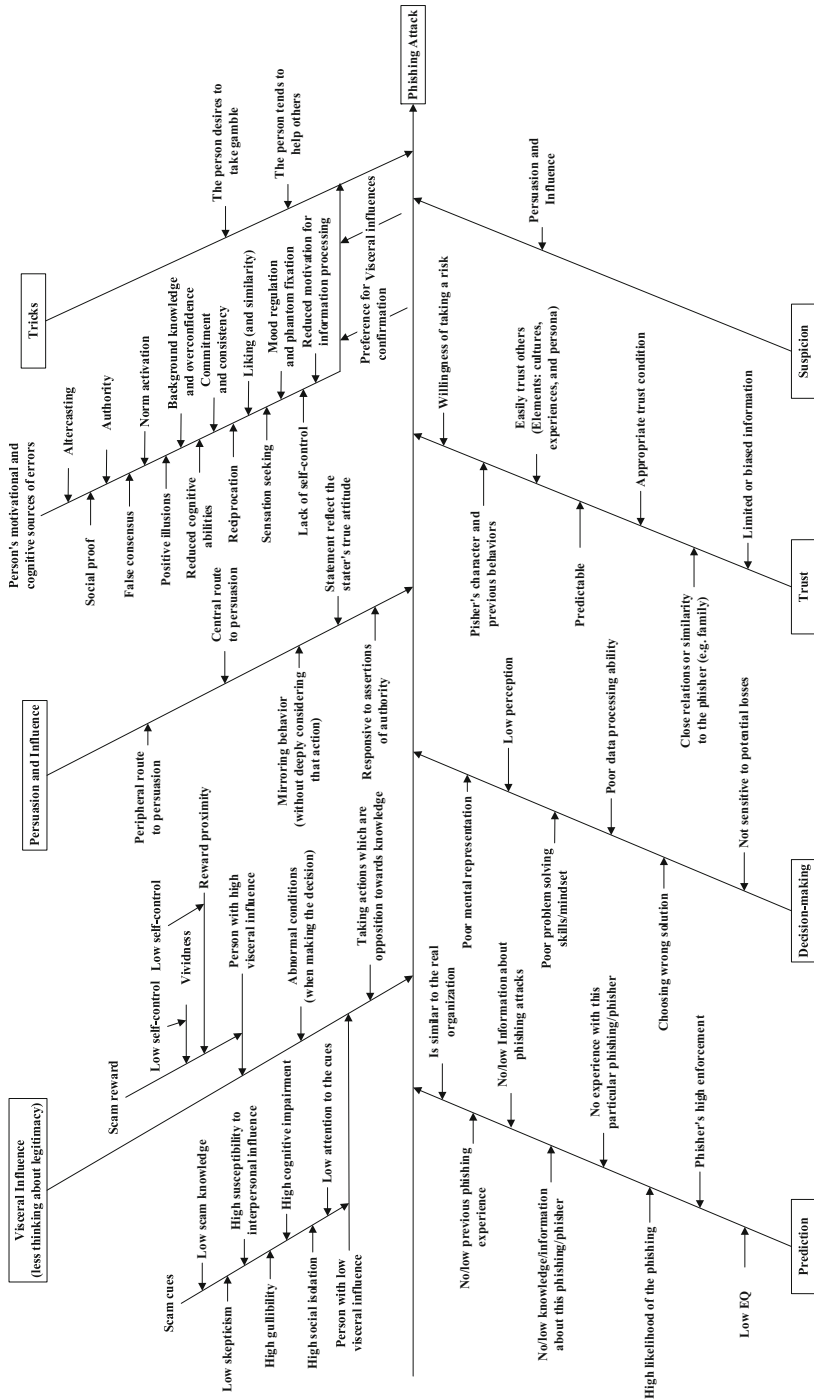 Visceral Influence
(less thinking about legitimacy)
Scam cues
Low scam knowledge
Low skepticism
High susceptibility to
interpersonal influence
High gullibility
High cognitive impairment
High social isolation
Low attention to the cues
Person with low
visceral influence
Scam reward
Low self-control
Low self-control
Vividness
Reward proximity
Person with high
visceral influence
Abnormal conditions
(when making the decision)
Taking actions which are
opposition towards knowledge
Persuasion and Influence
Peripheral route
to persuasion
Central route
to persuasion
Mirroring behavior
(without deeply considering
that action)
Statement reflect the
stater's true attitude
Responsive to assertions
of authority
Person's motivational and
cognitive sources of errors
Altercasting
Social proof
Authority
False consensus
Norm activation
Positive illusions
Background knowledge
and overconfidence
Reduced cognitive
abilities
Commitment
and consistency
Reciprocation
Liking (and similarity)
Sensation seeking
Mood regulation
and phantom fixation
Lack of self-control
Reduced motivation for
information processing
Preference for
confirmation
Visceral influences
Tricks
The person desires to
take gamble
The person tends to
help others
Phishing Attack
Is similar to the real
organization
No/low previous phishing
experience
No/low Information about
phishing attacks
No/low knowledge/information
about this phishing/phisher
No experience with this
particular phishing/phisher
High likelihood of the phishing
Phisher's high enforcement
Low EQ
Prediction
Poor mental representation
Low perception
Poor problem solving
skills/mindset
Poor data processing ability
Choosing wrong solution
Not sensitive to potential losses
Decision-making
Willingness of taking a risk
Pisher's character and
previous behaviors
Easily trust others
(Elements: cultures,
experiences, and persona)
Predictable
Appropriate trust condition
Close relations or similarity
to the phisher (e.g. family)
Limited or biased information
Trust
Persuasion and
Influence
Suspicion